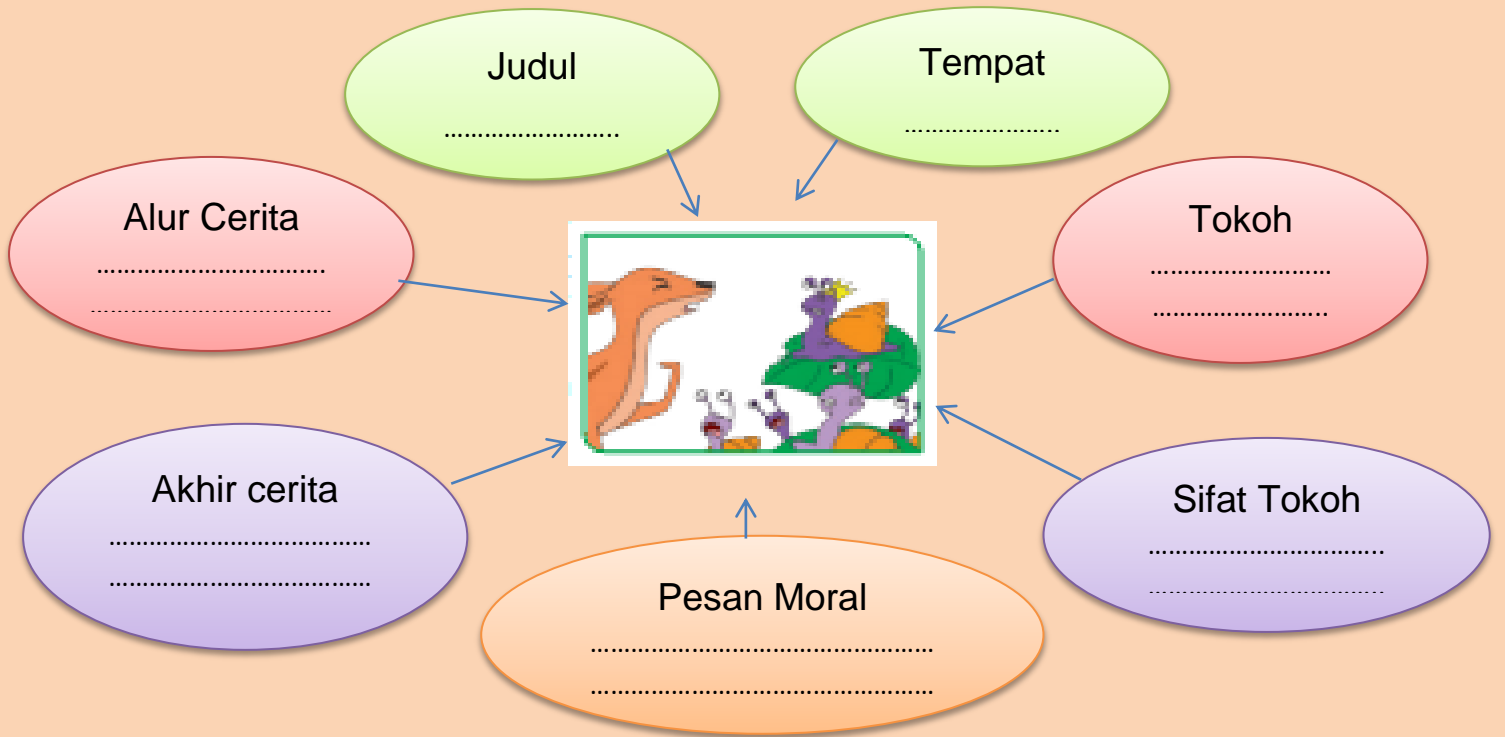 Judul
…………………….
Tempat
…………………..
Alur Cerita
…………………………….
………………………………
Tokoh
………………………
……………………..
Akhir cerita
…………………………………
…………………………………
Sifat Tokoh
……………………………..
……………………………..
Pesan Moral
……………………………………………
……………………………………………